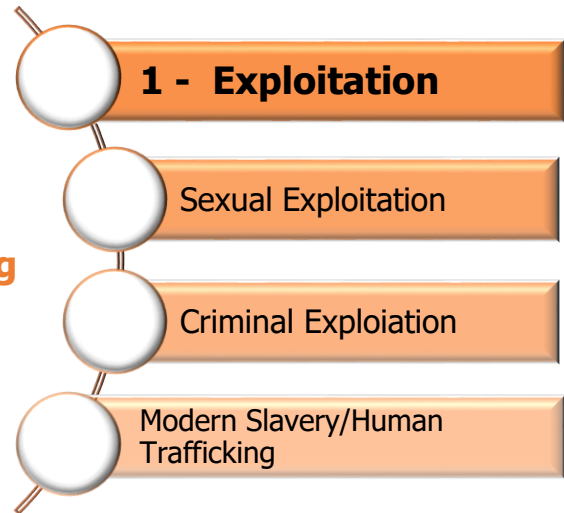 1 - Exploitation
Sexual Exploitation
g
Criminal Exploiation
Modern Slavery/Human
Trafficking